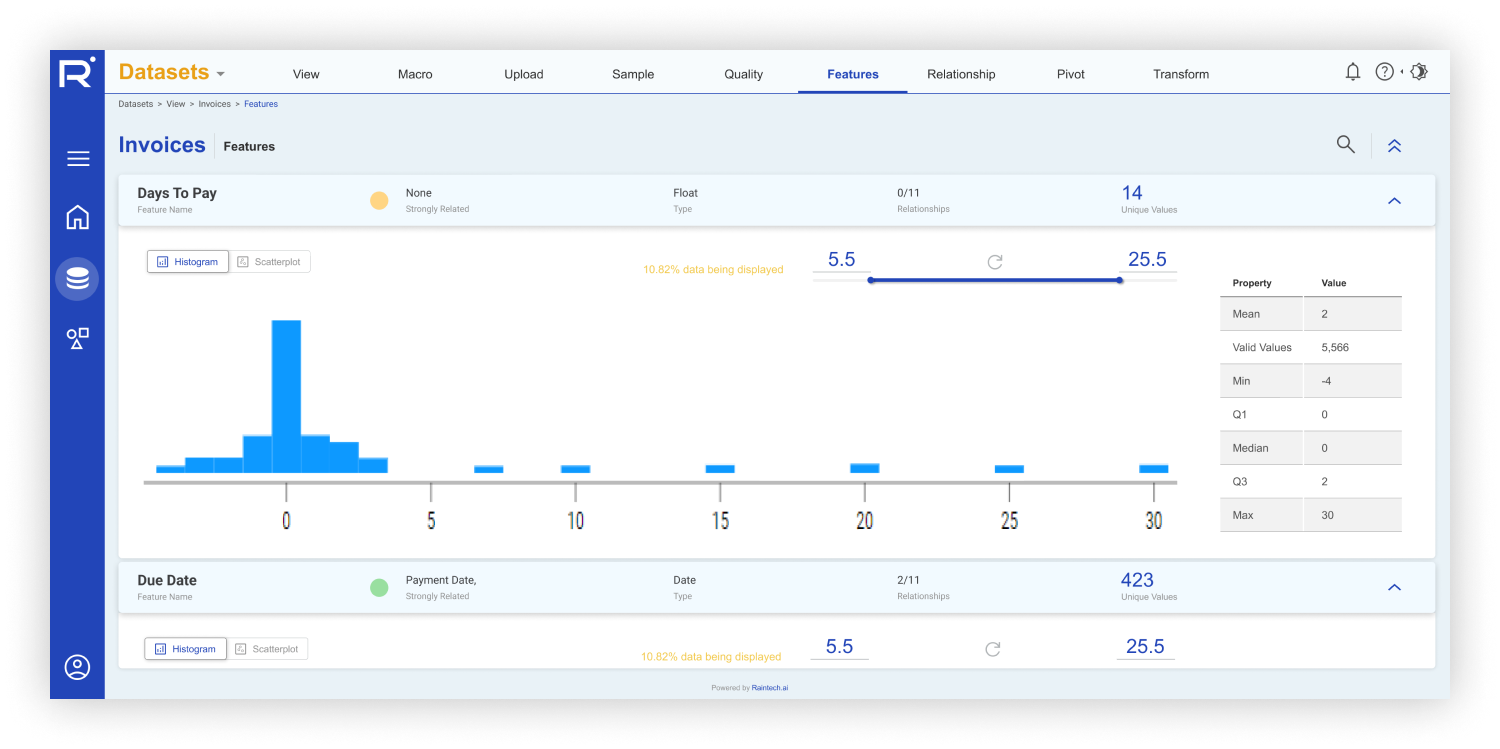 R
Datasets View Macro Upload Sample Quality Features Relationship Pivot Transform
Datasets > View > Invoices > Features
Invoices Features
Days To Pay None Float 0/11 14
Feature Name Strongly Related Type Relationships Unique Values
Histogram Scatterplot 10.82% data being displayed 5.5 25.5
Property Value
Mean 2
Valid Values 5,566
Min -4
Q1 0
Median 0
Q3 2
Max 30
0 5 10 15 20 25 30
Due Date Payment Date, Date 2/11 423
Feature Name Strongly Related Type Relationships Unique Values
Histogram Scatterplot 10.82% data being displayed 5.5 25.5
Powered by Raintech.ai